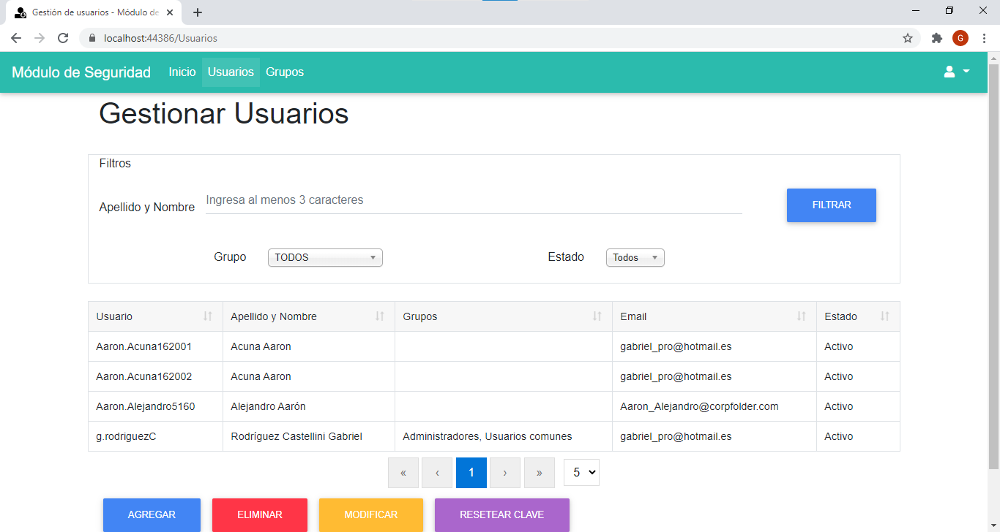 Gestión de usuarios - Módulo de
localhost:44386/Usuarios
G
Módulo de Seguridad Inicio Usuarios Grupos
Gestionar Usuarios
Filtros
Apellido y Nombre Ingresa al menos 3 caracteres FILTRAR
Grupo TODOS Estado Todos
Usuario Apellido y Nombre Grupos Email Estado
Aaron.Acuna162001 Acuna Aaron gabriel_pro@hotmail.es Activo
Aaron.Acuna162002 Acuna Aaron gabriel_pro@hotmail.es Activo
Aaron.Alejandro5160 Alejandro Aarón Aaron_Alejandro@corpfolder.com Activo
g.rodriguezC Rodríguez Castellini Gabriel Administradores, Usuarios comunes gabriel_pro@hotmail.es Activo
« ‹ 1 › » 5
AGREGAR ELIMINAR MODIFICAR RESETEAR CLAVE